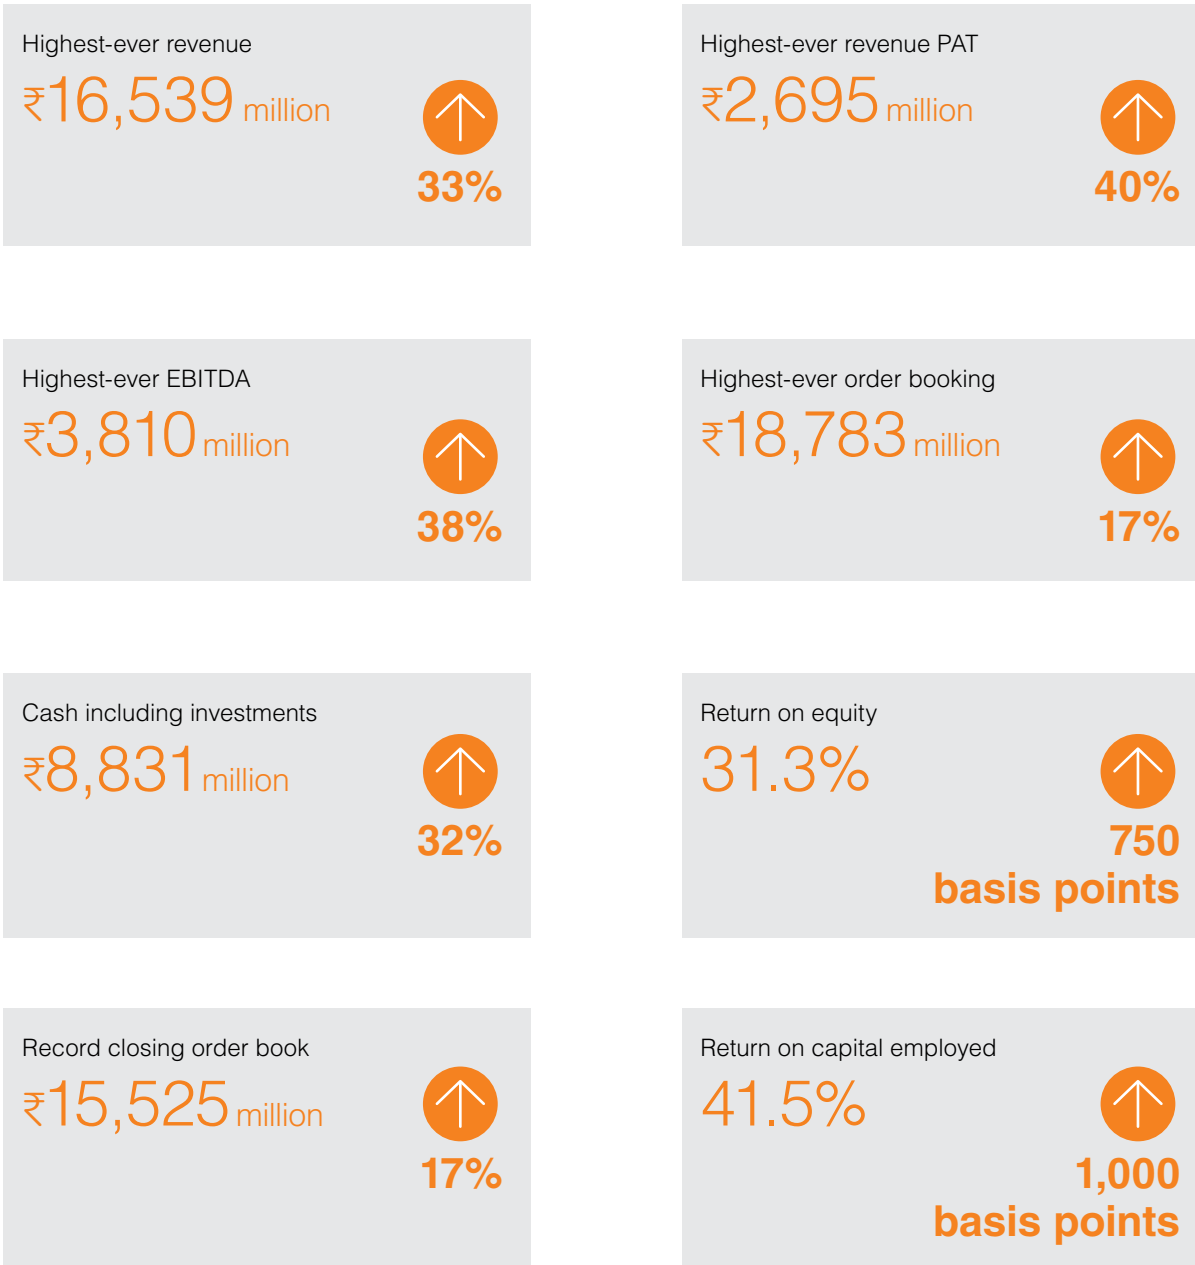 Highest-ever revenue
₹16,539 million
33%
Highest-ever revenue PAT
₹2,695 million
40%
Highest-ever EBITDA
₹3,810 million
38%
Highest-ever order booking
₹18,783 million
17%
Cash including investments
₹8,831 million
32%
Return on equity
31.3%
750
basis points
Record closing order book
₹15,525 million
17%
Return on capital employed
41.5%
1,000
basis points